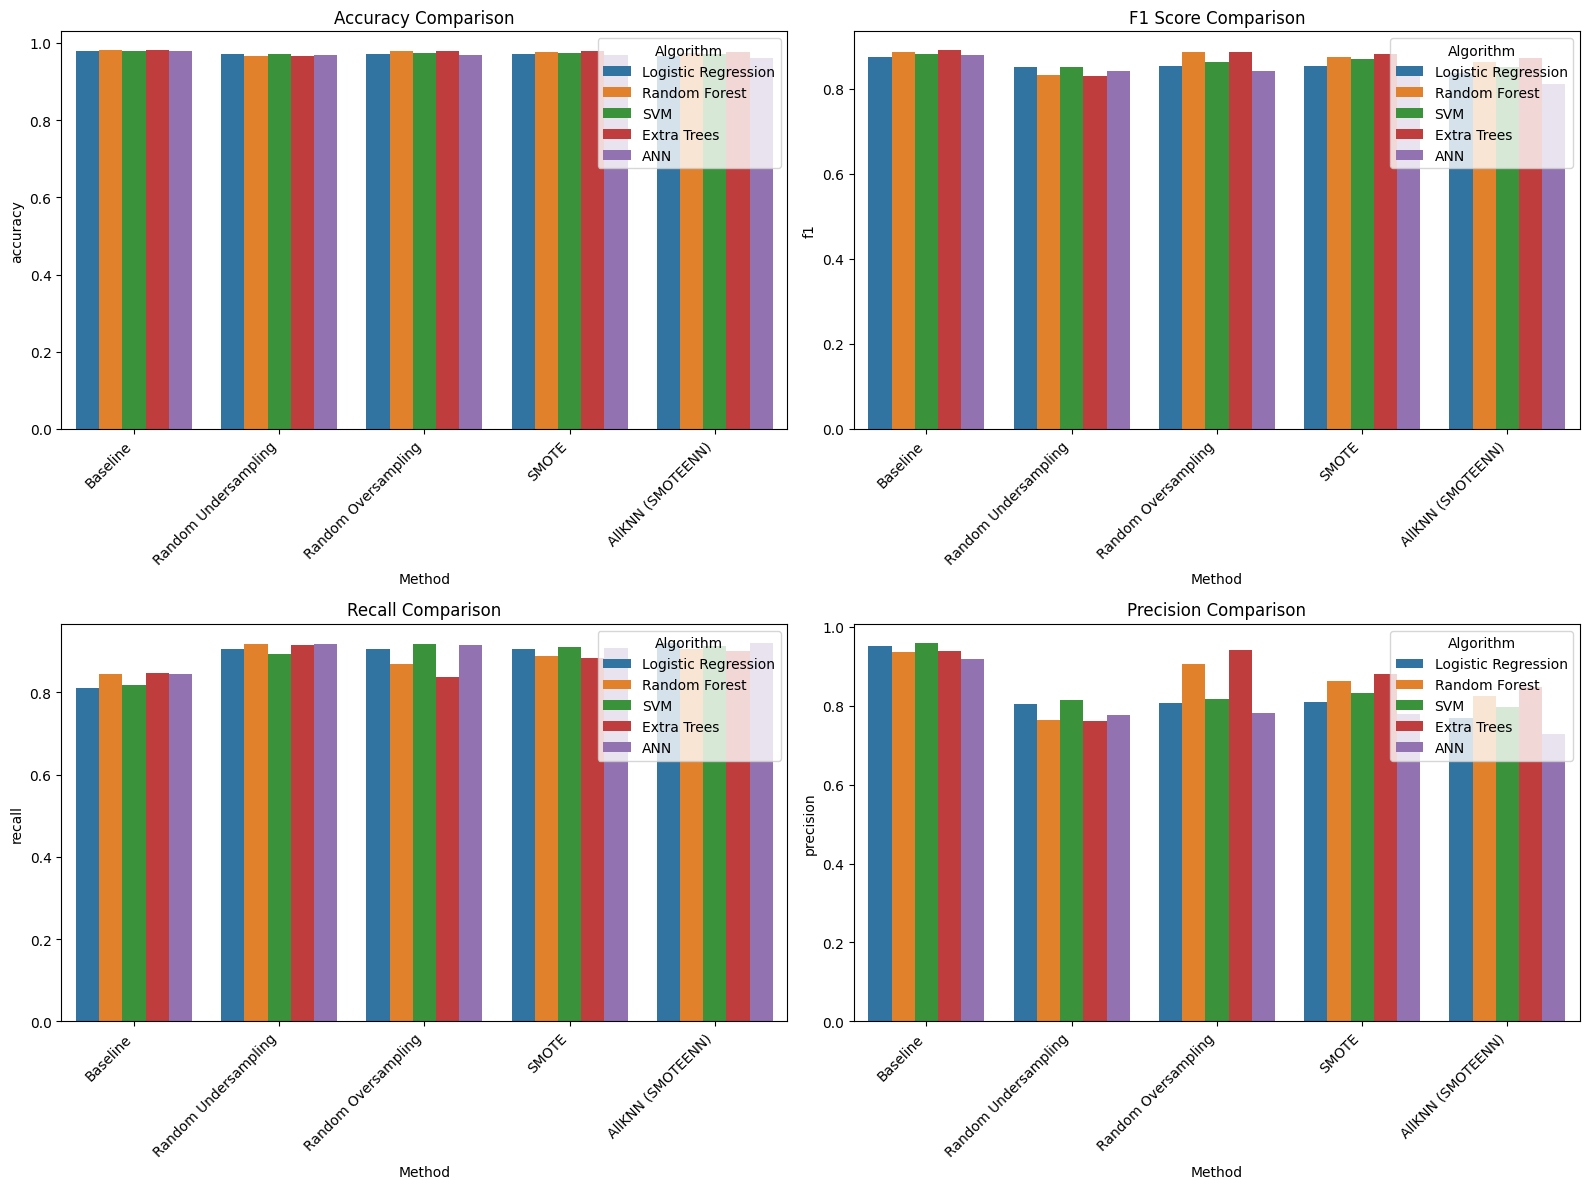 Accuracy Comparison
1.0
0.8
0.6
0.4
0.2
0.0
accuracy
Algorithm
Logistic Regression
Random Forest
SVM
Extra Trees
ANN
Baseline
Random Undersampling
Random Oversampling
SMOTE
AllKNN (SMOTEENN)
Method
F1 Score Comparison
0.8
0.6
0.4
0.2
0.0
f1
Algorithm
Logistic Regression
Random Forest
SVM
Extra Trees
ANN
Baseline
Random Undersampling
Random Oversampling
SMOTE
AllKNN (SMOTEENN)
Method
Recall Comparison
0.8
0.6
0.4
0.2
0.0
recall
Algorithm
Logistic Regression
Random Forest
SVM
Extra Trees
ANN
Baseline
Random Undersampling
Random Oversampling
SMOTE
AllKNN (SMOTEENN)
Method
Precision Comparison
1.0
0.8
0.6
0.4
0.2
0.0
precision
Algorithm
Logistic Regression
Random Forest
SVM
Extra Trees
ANN
Baseline
Random Undersampling
Random Oversampling
SMOTE
AllKNN (SMOTEENN)
Method